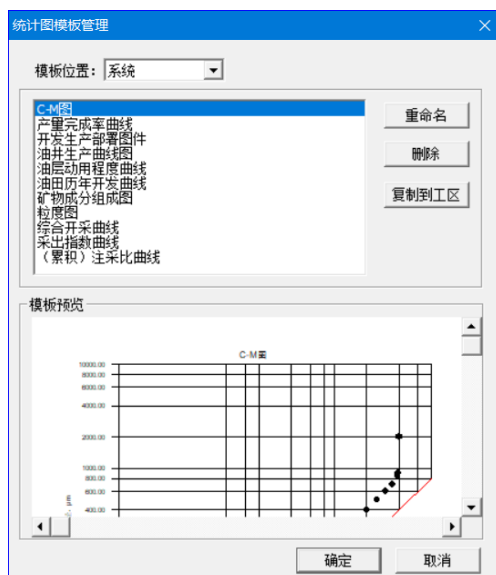 统计图模板管理
模板位置： 系统
C-M图
产量完成率曲线
开发生产部署图件
油井生产曲线图
油层动用程度曲线
油田历年开发曲线
矿物成分组成图
粒度图
综合开采曲线
采出指数曲线
（累积）注采比曲线
重命名
删除
复制到工区
模板预览
C-M图
10000.00
8000.00
6000.00
4000.00
2000.00
1000.00
800.00
600.00
400.00
μm
确定
取消